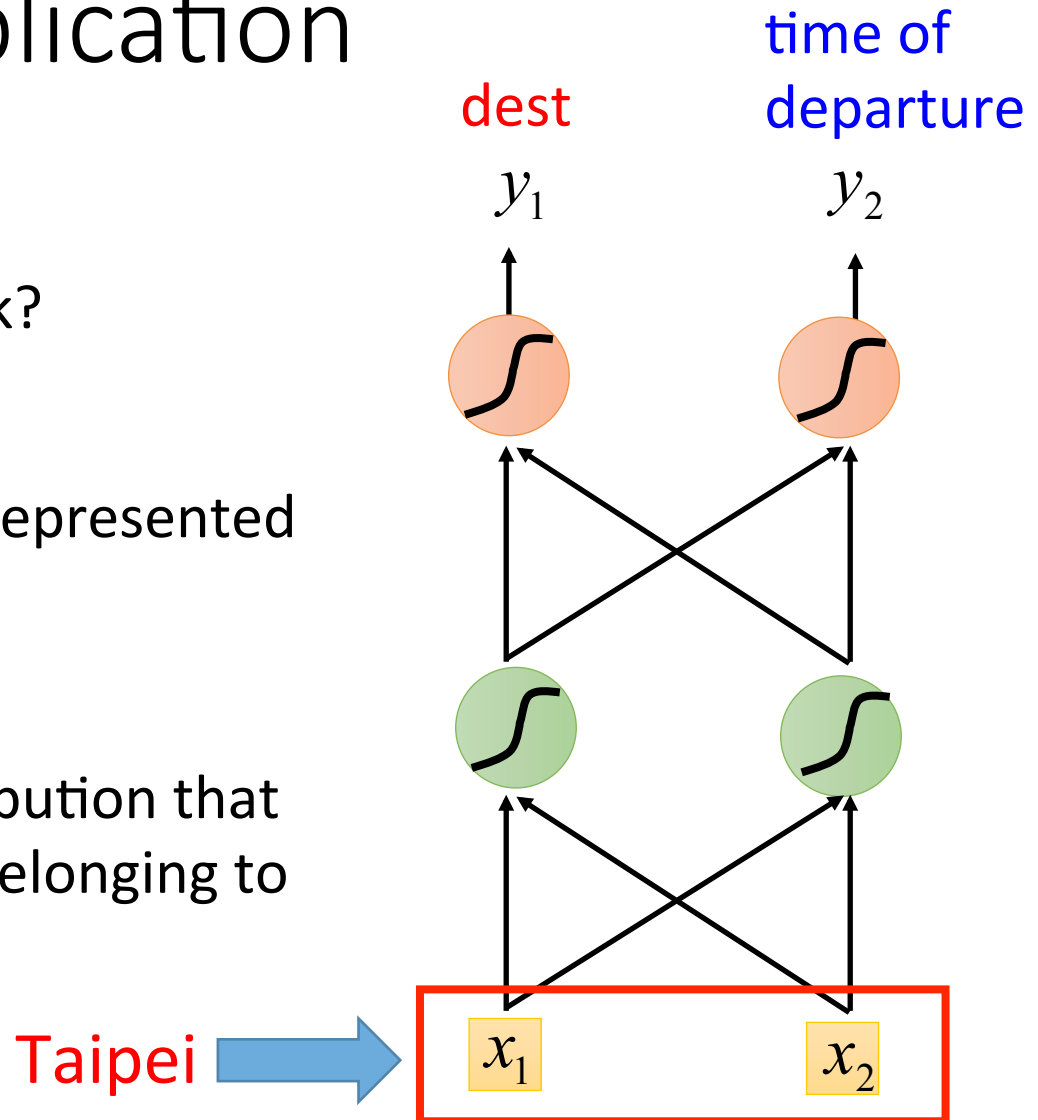 plication
time of
departure
dest
y1
y2
k?
epresented
bution that
elonging to
Taipei
x1
x2